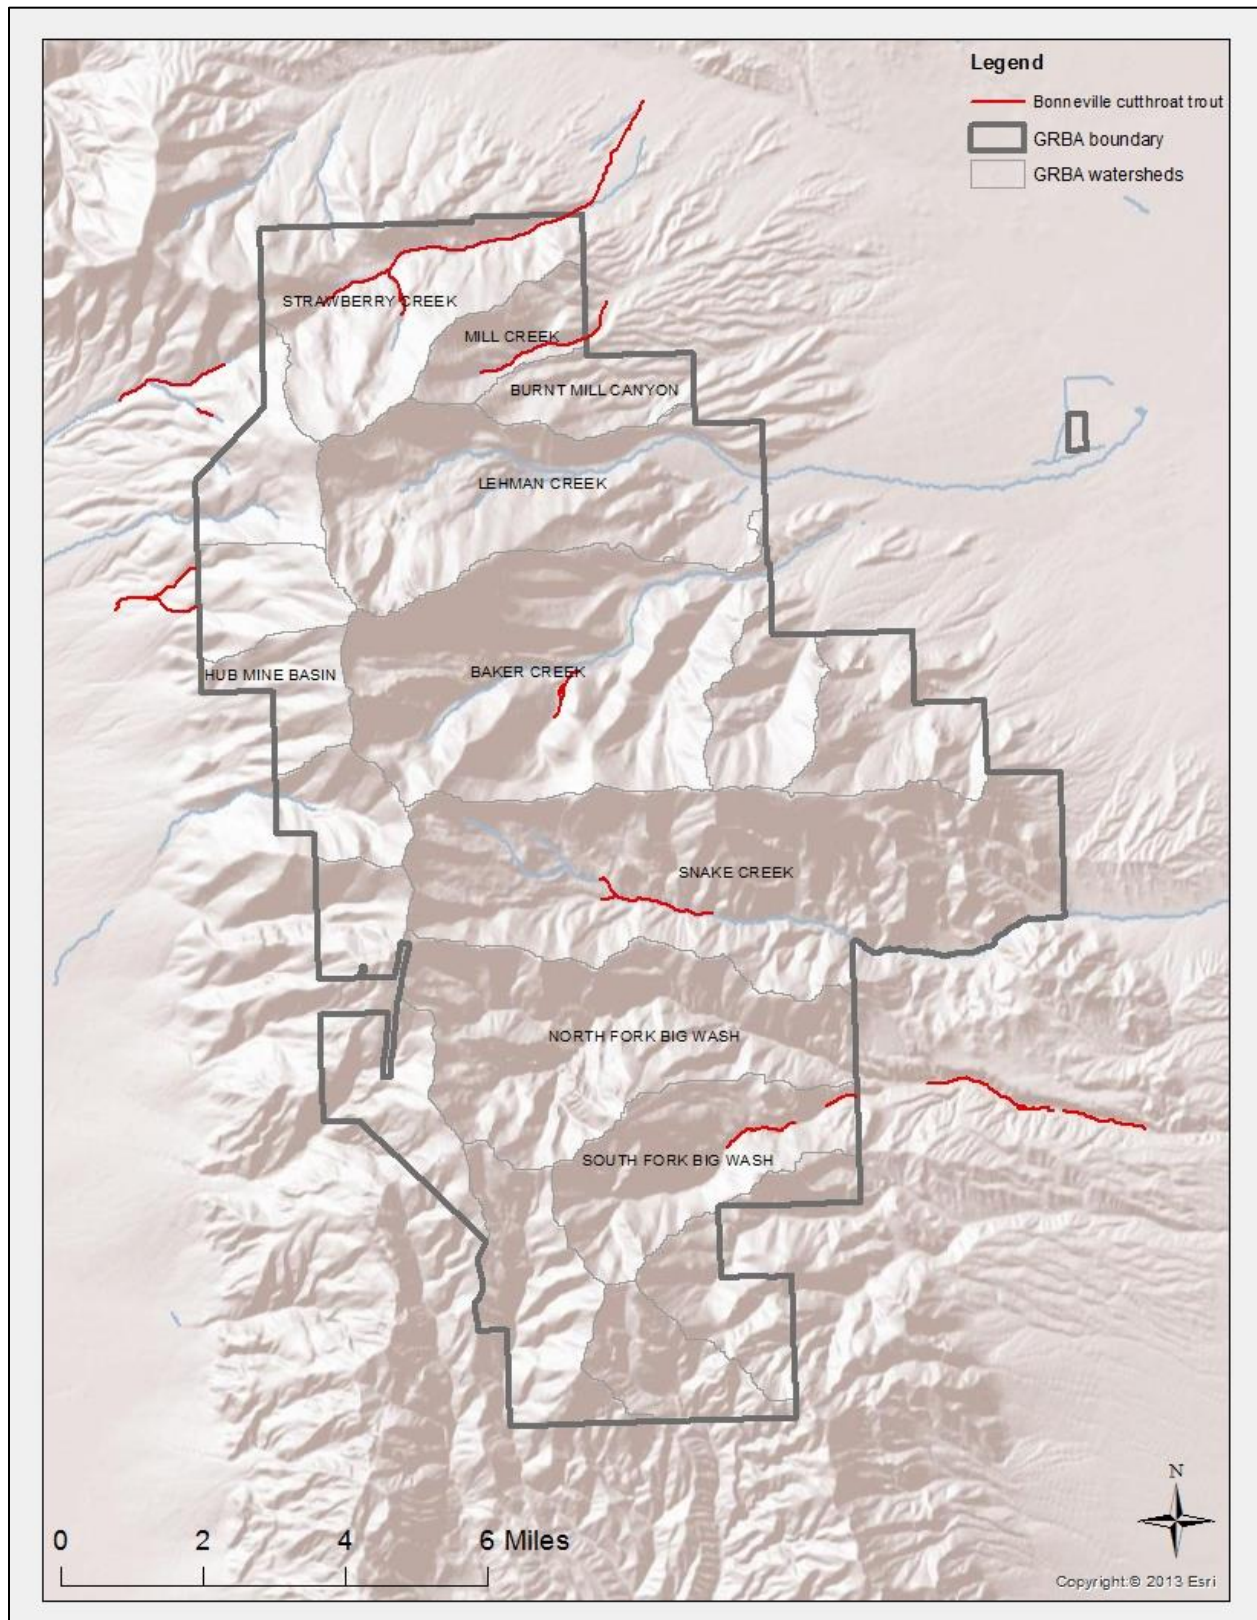 Legend
Bonneville cutthroat trout
GRBA boundary
GRBA watersheds
STRAWBERRY CREEK
MILL CREEK
BURNT MILL CANYON
LEHMAN CREEK
BAKER CREEK
HUB MINE BASIN
SNAKE CREEK
NORTH FORK BIG WASH
SOUTH FORK BIG WASH
N
0 2 4 6 Miles
Copyright:© 2013 Esri